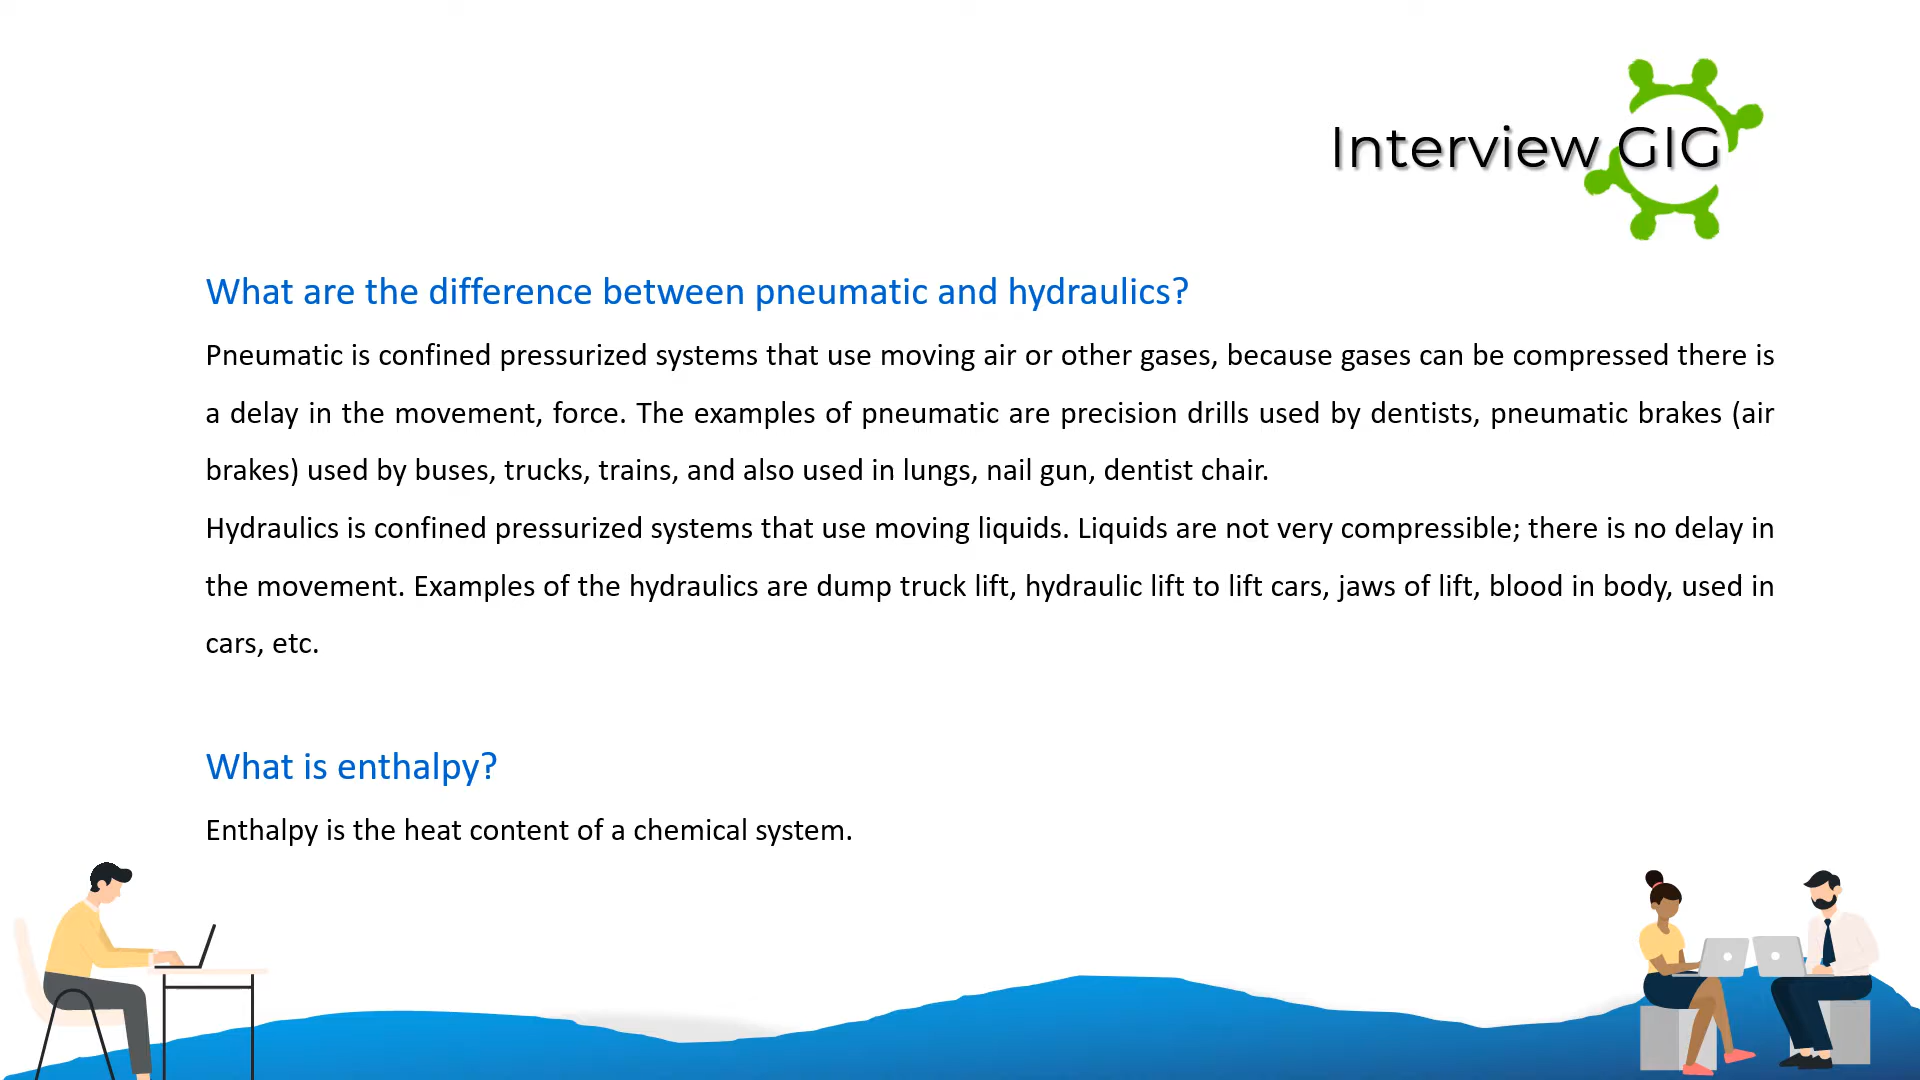 Interview GIG
What are the difference between pneumatic and hydraulics?
Pneumatic is confined pressurized systems that use moving air or other gases, because gases can be compressed there is
a delay in the movement, force. The examples of pneumatic are precision drills used by dentists, pneumatic brakes (air
brakes) used by buses, trucks, trains, and also used in lungs, nail gun, dentist chair.
Hydraulics is confined pressurized systems that use moving liquids. Liquids are not very compressible; there is no delay in
the movement. Examples of the hydraulics are dump truck lift, hydraulic lift to lift cars, jaws of lift, blood in body, used in
cars, etc.
What is enthalpy?
Enthalpy is the heat content of a chemical system.